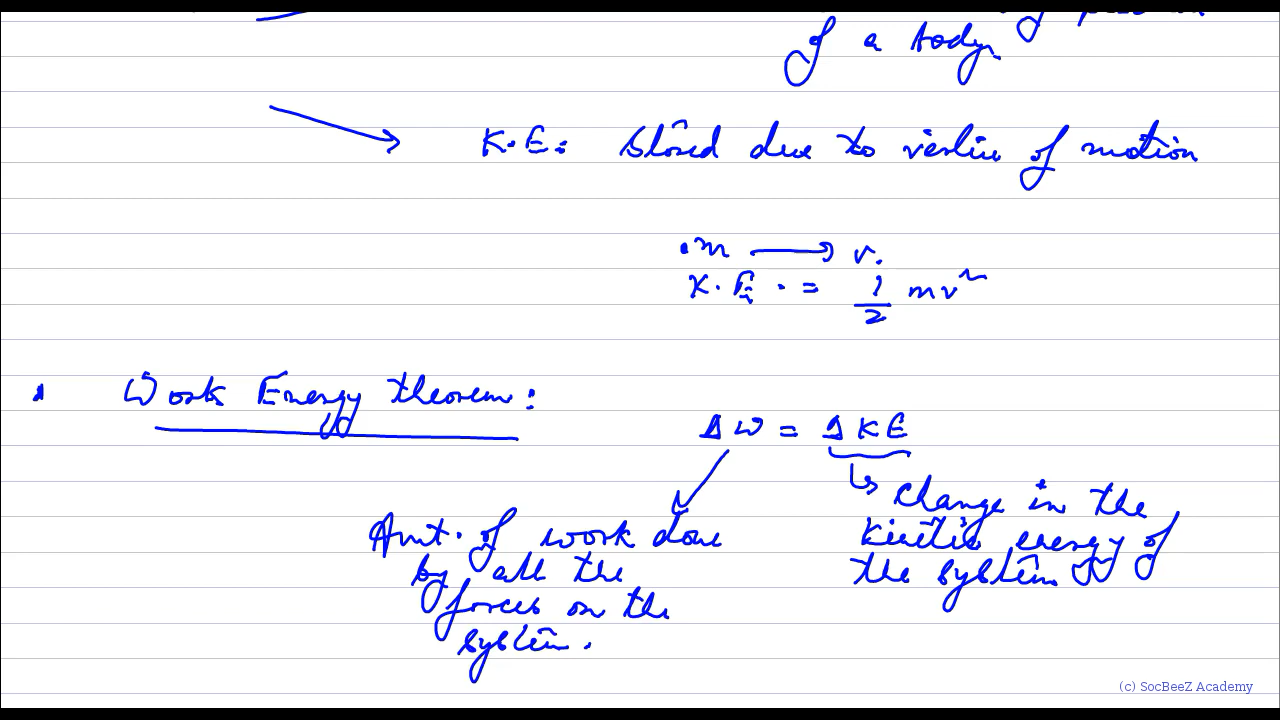 of a body
K.E: Stored due to virtue of motion
.m → v.
K.E. = 1/2 mv²
Work Energy theorem:
ΔW = ΔKE
Change in the
Kinetic energy of
the system
Amt. of work done
by all the
forces on the
system.
(c) SocBeeZ Academy